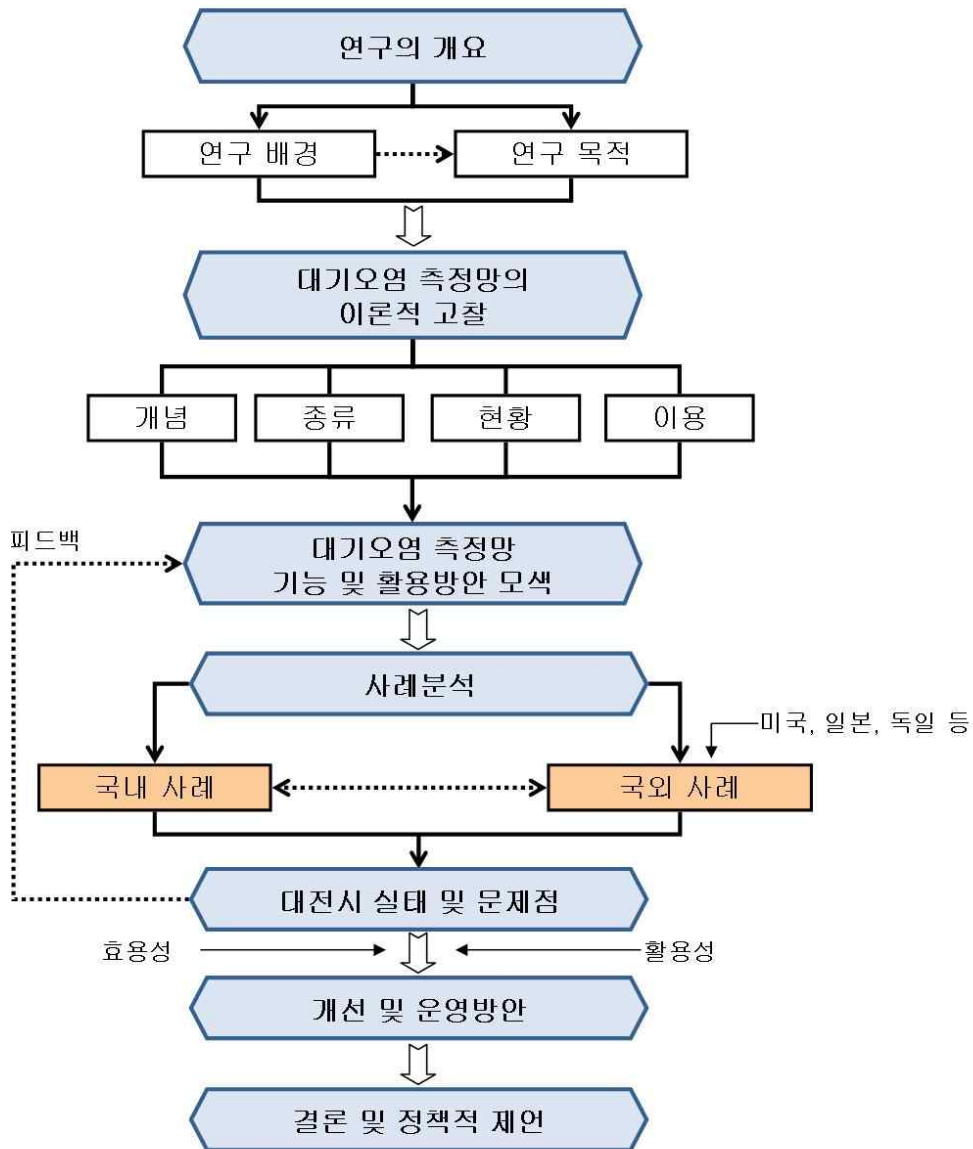 연구의 개요
연구 배경
연구 목적
대기오염 측정망의
이론적 고찰
개념
종류
현황
이용
피드백
대기오염 측정망
기능 및 활용방안 모색
사례분석
미국, 일본, 독일 등
국내 사례
국외 사례
대전시 실태 및 문제점
효용성
활용성
개선 및 운영방안
결론 및 정책적 제언